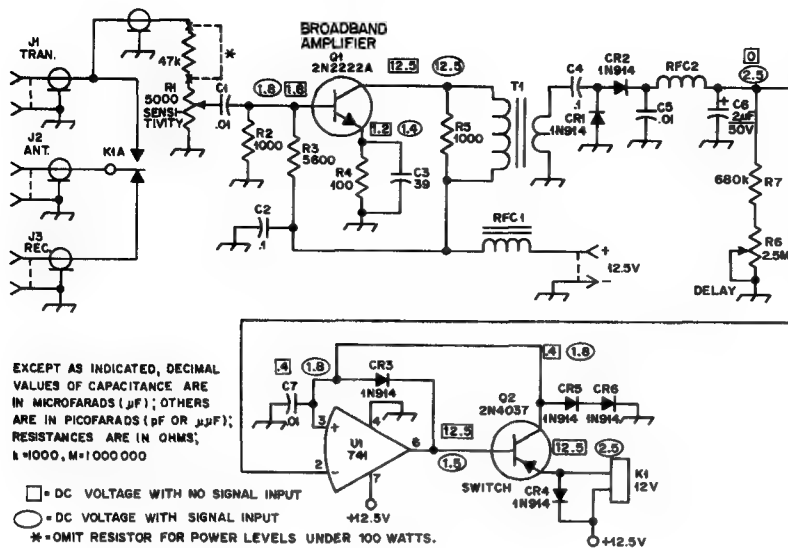 BROADBAND
AMPLIFIER
J1
TRAN.
47k
*
Q1
2N2222A
R1
5000
SENSI
TIVITY
C1
.01
1.8
1.6
12.5
12.5
T1
C4
.1
CR2
1N914
RFC2
0
2.5
CR1
1N914
C5
.01
+
C6
2µF
50V
J2
ANT.
K1A
R2
1000
R3
5600
1.2
1.4
R5
1000
R4
100
C3
39
680k
R7
J3
REC.
C2
.1
RFC1
+
12.5V
-
R6
2.5M
DELAY
EXCEPT AS INDICATED, DECIMAL
VALUES OF CAPACITANCE ARE
IN MICROFARADS (µF); OTHERS
ARE IN PICOFARADS (pF OR µµF);
RESISTANCES ARE IN OHMS;
k=1000, M=1000000
.4
1.8
C7
.01
CR3
1N914
.4
1.8
Q2
2N4037
CR5
1N914
CR6
1N914
3
+
4
U1
741
6
12.5
1.5
2
-
7
+12.5V
12.5
2.5
K1
12V
SWITCH
CR4
1N914
+12.5V
= DC VOLTAGE WITH NO SIGNAL INPUT
= DC VOLTAGE WITH SIGNAL INPUT
*=OMIT RESISTOR FOR POWER LEVELS UNDER 100 WATTS.